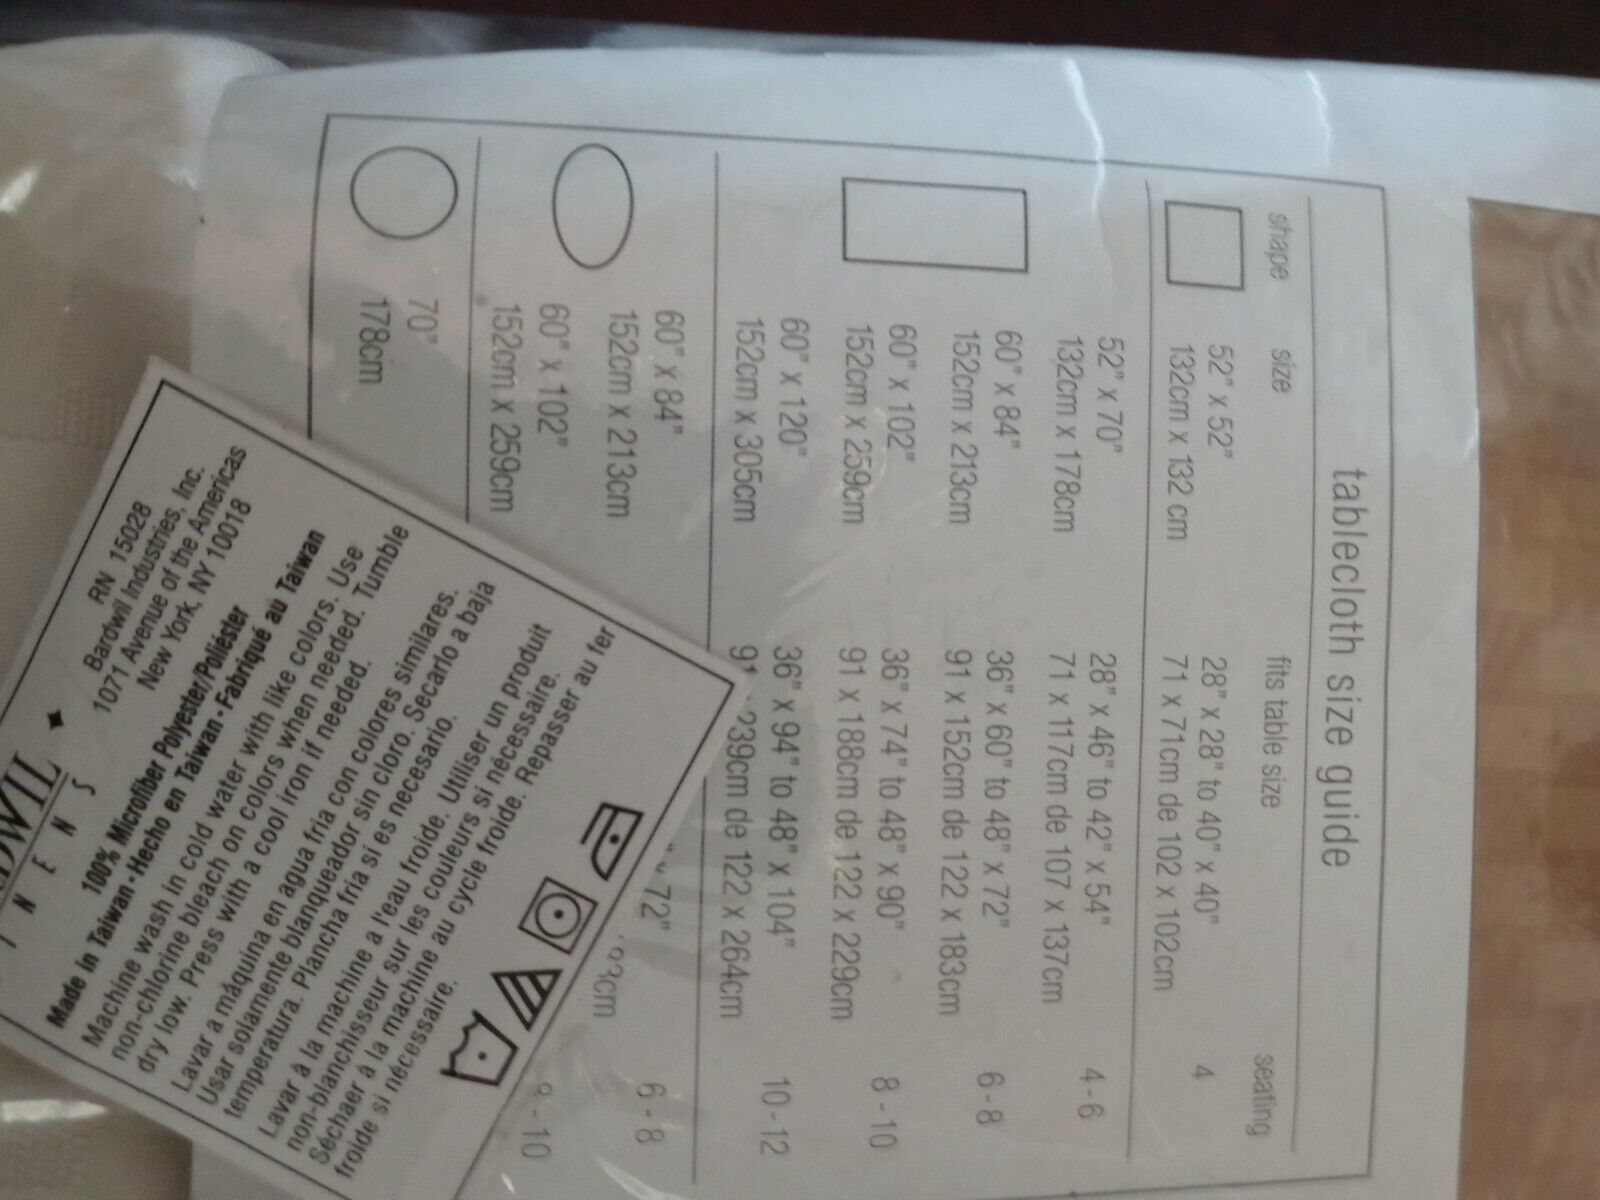 tablecloth size guide
shape size fits table size seating
52" x 52" 28" x 28" to 40" x 40" 4
132cm x 132 cm 71 x 71cm de 102 x 102cm
52" x 70" 28" x 46" to 42" x 54" 4 - 6
132cm x 178cm 71 x 117cm de 107 x 137cm
60" x 84" 36" x 60" to 48" x 72" 6 - 8
152cm x 213cm 91 x 152cm de 122 x 183cm
60" x 102" 36" x 74" to 48" x 90" 8 - 10
152cm x 259cm 91 x 188cm de 122 x 229cm
60" x 120" 36" x 94" to 48" x 104" 10 - 12
152cm x 305cm 91 x 239cm de 122 x 264cm
60" x 84" 72" 6 - 8
152cm x 213cm
60" x 102" - 10
152cm x 259cm
70"
178cm
L I N E N S
RN 15028
Bardwil Industries, Inc.
1071 Avenue of the Americas
New York, NY 10018
100% Microfiber Polyester/Poliéster
Made in Taiwan • Hecho en Taiwan • Fabriqué au Taiwan
Machine wash in cold water with like colors. Use
non-chlorine bleach on colors when needed. Tumble
dry low. Press with a cool iron if needed.
Lavar a máquina en agua fria con colores similares.
Usar solamente blanqueador sin cloro. Secarlo a baja
temperatura. Plancha fria si es necesario.
Lavar à la machine a l'eau froide. Utiliser un produit
non-blanchisseur sur les couleurs si nécessaire.
Séchaer à la machine au cycle froide. Repasser au fer
froide si nécessaire.